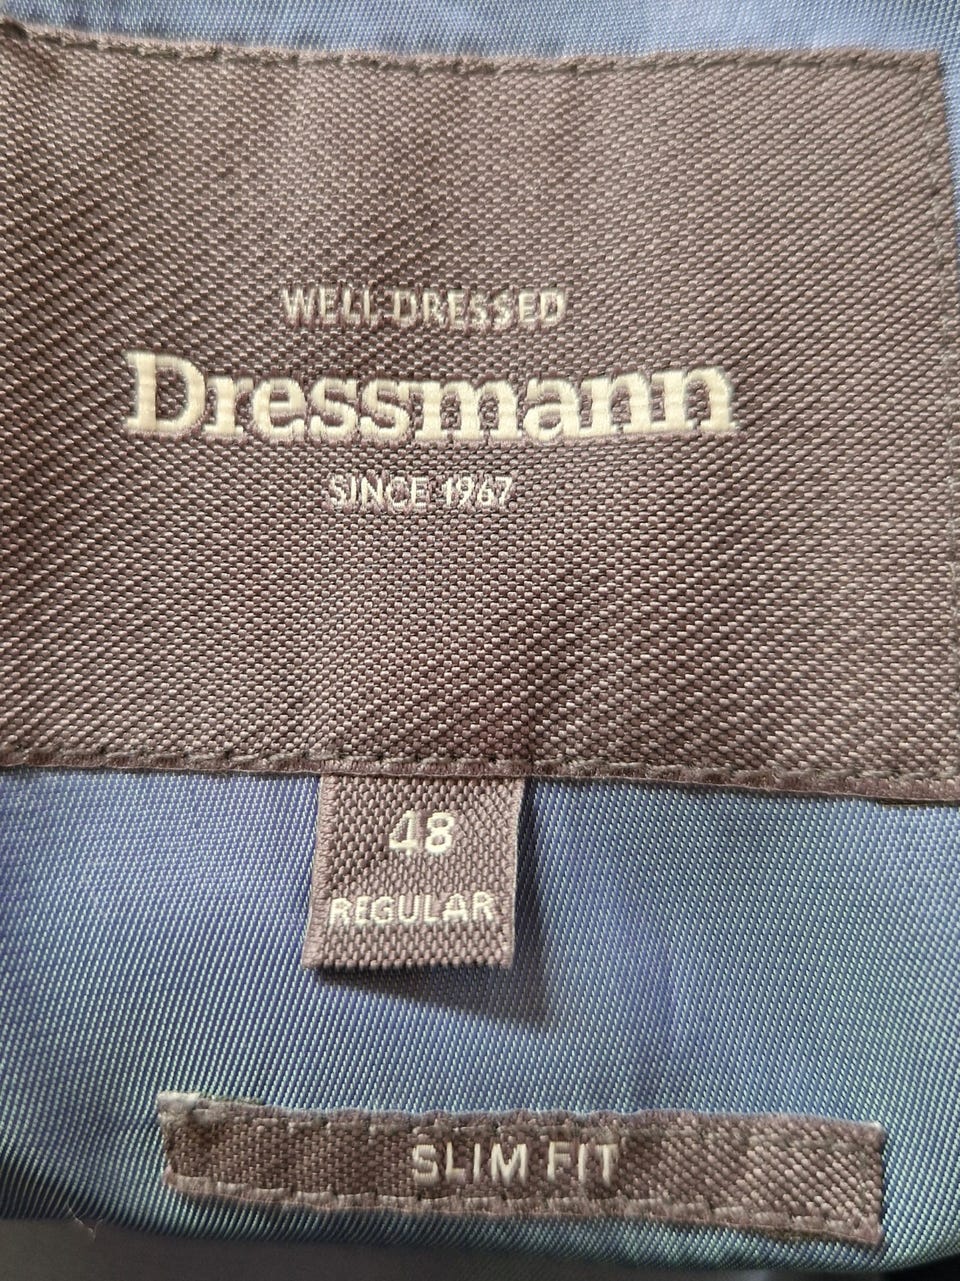 WELL DRESSED
Dressmann
SINCE 1967
48
REGULAR
SLIM FIT